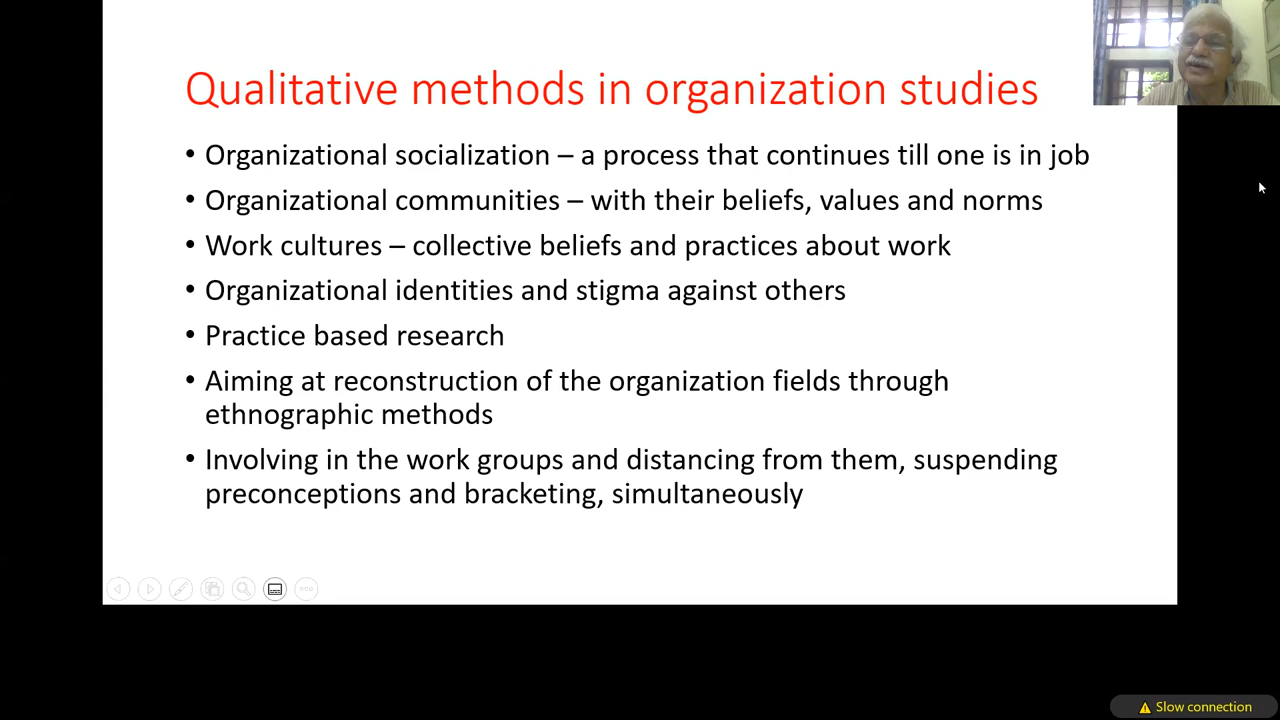 Qualitative methods in organization studies
• Organizational socialization – a process that continues till one is in job
• Organizational communities – with their beliefs, values and norms
• Work cultures – collective beliefs and practices about work
• Organizational identities and stigma against others
• Practice based research
• Aiming at reconstruction of the organization fields through
ethnographic methods
• Involving in the work groups and distancing from them, suspending
preconceptions and bracketing, simultaneously
Slow connection